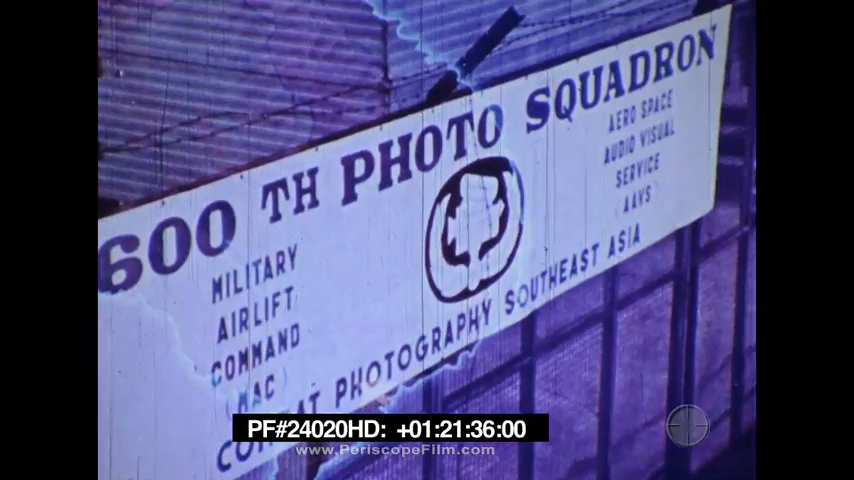 600 TH PHOTO SQUADRON
MILITARY
AIRLIFT
COMMAND
(MAC)
AERO SPACE
AUDIO VISUAL
SERVICE
(AAVS)
COMBAT PHOTOGRAPHY SOUTHEAST ASIA
PF#24020HD: +01:21:36:00
www.PeriscopeFilm.com